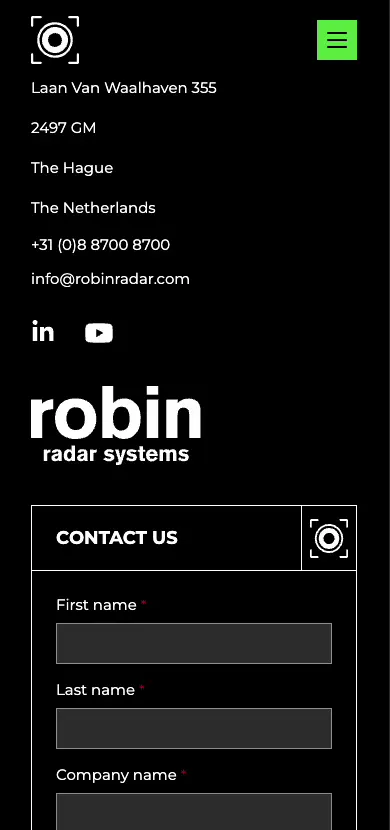 Laan Van Waalhaven 355
2497 GM
The Hague
The Netherlands
+31 (0)8 8700 8700
info@robinradar.com
in
robin
radar systems
CONTACT US
First name *
Last name *
Company name *